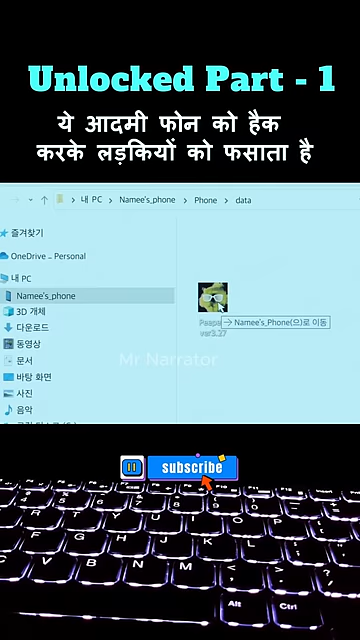 Unlocked Part - 1
ये आदमी फोन को हैक
करके लड़कियों को फसाता है
내 PC > Namee's_phone > Phone > data
즐겨찾기
OneDrive - Personal
내 PC
Namee's_phone
3D 개체
다운로드
동영상
문서
바탕 화면
사진
음악
→ Namee's_Phone(으)로 이동
ver3.27
Mr Narrator
subscribe
R T Y U I O P
F G H J K L
C V B N M < >
Alt Ctrl